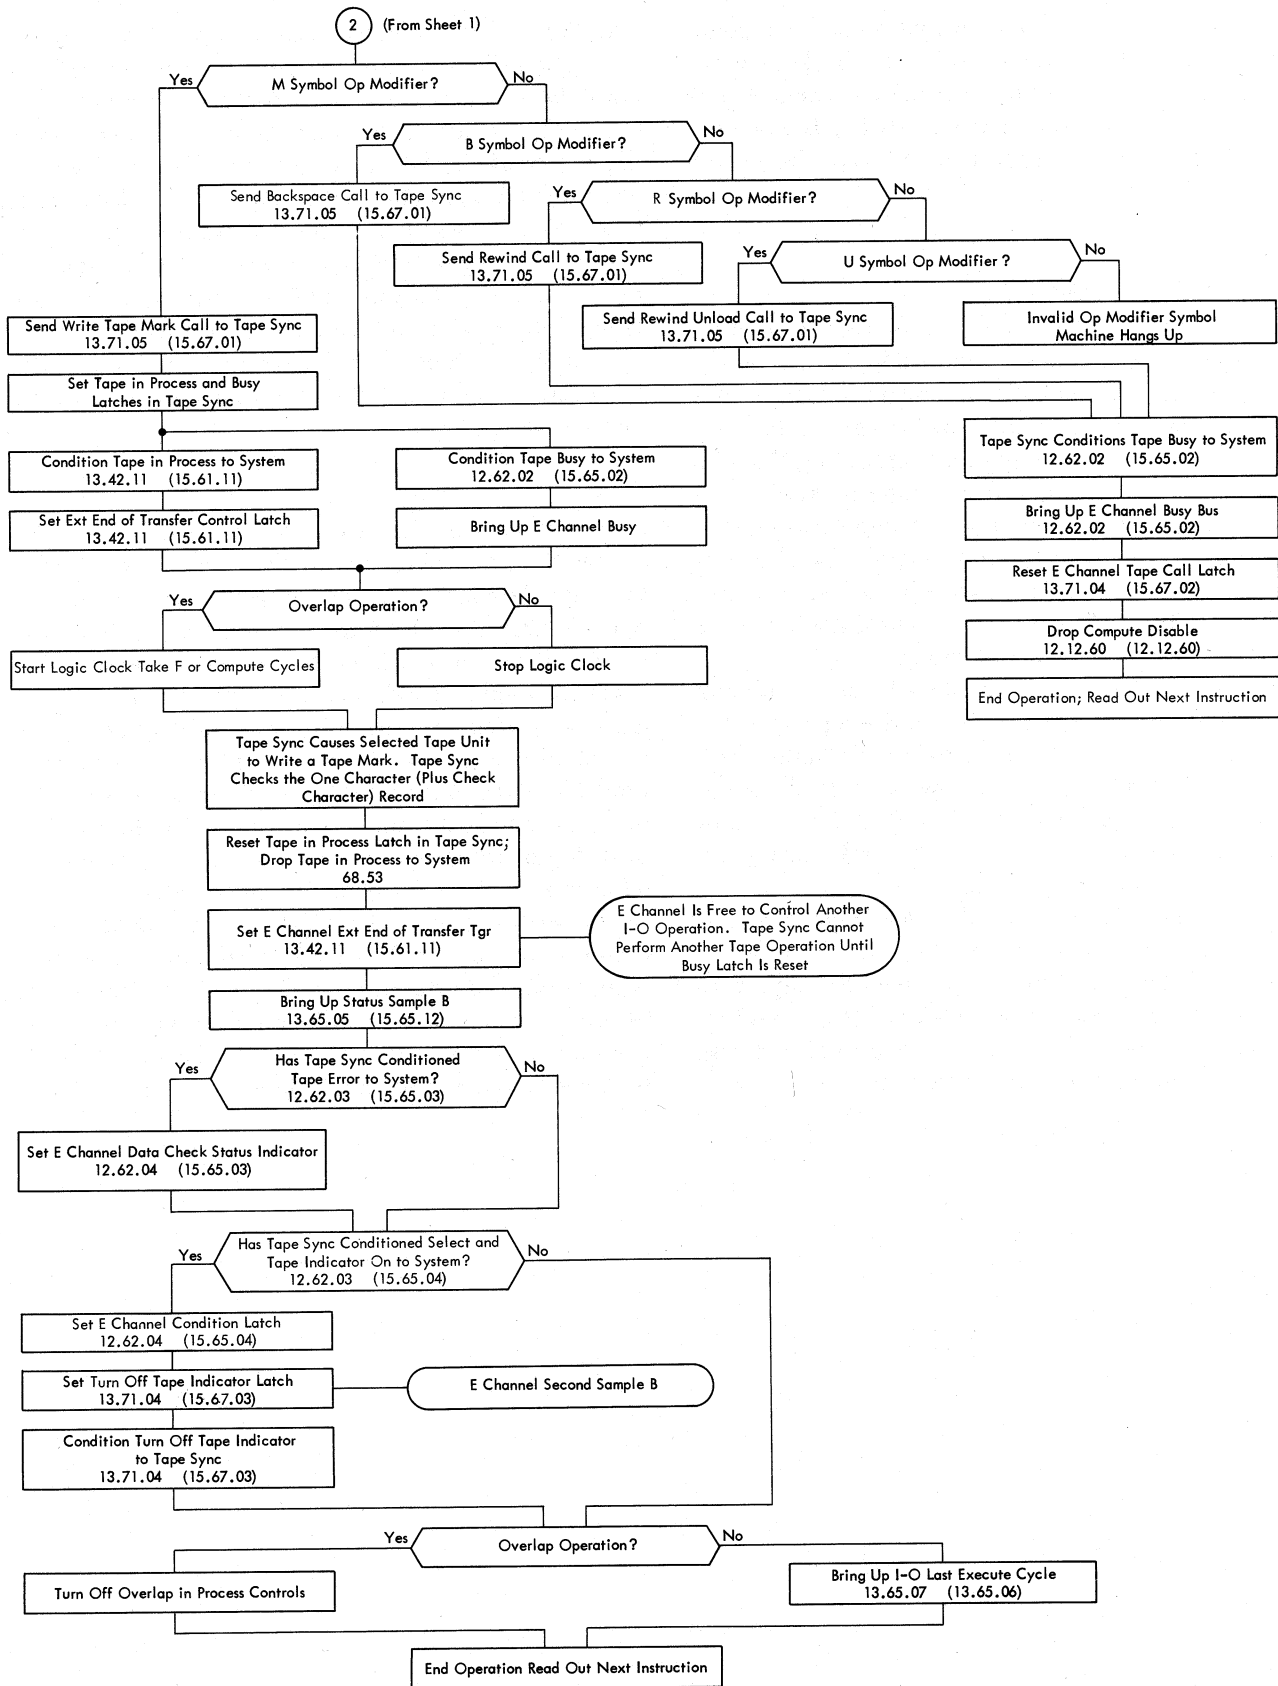 2 (From Sheet 1)
Yes
M Symbol Op Modifier?
No
Yes
B Symbol Op Modifier?
No
Send Backspace Call to Tape Sync
13.71.05 (15.67.01)
Yes
R Symbol Op Modifier?
No
Send Rewind Call to Tape Sync
13.71.05 (15.67.01)
Yes
U Symbol Op Modifier ?
No
Send Write Tape Mark Call to Tape Sync
13.71.05 (15.67.01)
Send Rewind Unload Call to Tape Sync
13.71.05 (15.67.01)
Invalid Op Modifier Symbol
Machine Hangs Up
Set Tape in Process and Busy
Latches in Tape Sync
Condition Tape in Process to System
13.42.11 (15.61.11)
Condition Tape Busy to System
12.62.02 (15.65.02)
Tape Sync Conditions Tape Busy to System
12.62.02 (15.65.02)
Set Ext End of Transfer Control Latch
13.42.11 (15.61.11)
Bring Up E Channel Busy
Bring Up E Channel Busy Bus
12.62.02 (15.65.02)
Reset E Channel Tape Call Latch
13.71.04 (15.67.02)
Yes
Overlap Operation?
No
Drop Compute Disable
12.12.60 (12.12.60)
Start Logic Clock Take F or Compute Cycles
Stop Logic Clock
End Operation; Read Out Next Instruction
Tape Sync Causes Selected Tape Unit
to Write a Tape Mark. Tape Sync
Checks the One Character (Plus Check
Character) Record
Reset Tape in Process Latch in Tape Sync;
Drop Tape in Process to System
68.53
Set E Channel Ext End of Transfer Tgr
13.42.11 (15.61.11)
E Channel Is Free to Control Another
I-O Operation. Tape Sync Cannot
Perform Another Tape Operation Until
Busy Latch Is Reset
Bring Up Status Sample B
13.65.05 (15.65.12)
Yes
Has Tape Sync Conditioned
Tape Error to System?
12.62.03 (15.65.03)
No
Set E Channel Data Check Status Indicator
12.62.04 (15.65.03)
Yes
Has Tape Sync Conditioned Select and
Tape Indicator On to System?
12.62.03 (15.65.04)
No
Set E Channel Condition Latch
12.62.04 (15.65.04)
Set Turn Off Tape Indicator Latch
13.71.04 (15.67.03)
E Channel Second Sample B
Condition Turn Off Tape Indicator
to Tape Sync
13.71.04 (15.67.03)
Yes
Overlap Operation?
No
Turn Off Overlap in Process Controls
Bring Up I-O Last Execute Cycle
13.65.07 (13.65.06)
End Operation Read Out Next Instruction